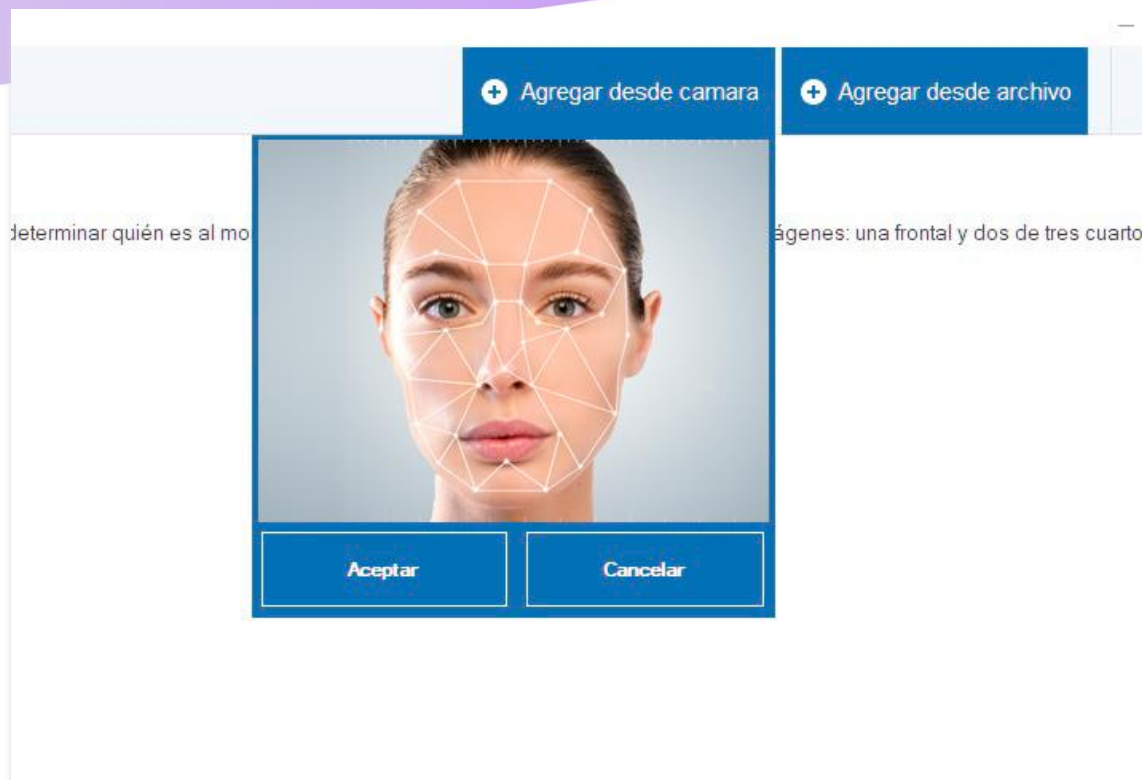 Agregar desde camara
Agregar desde archivo
determinar quién es al mo
ágenes: una frontal y dos de tres cuarto
Aceptar
Cancelar